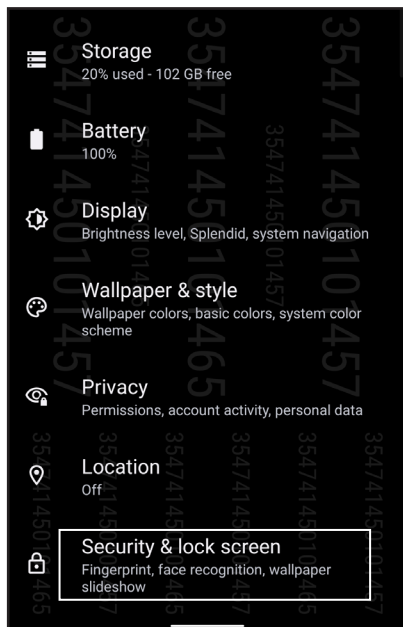 Storage
20% used - 102 GB free
Battery
100%
Display
Brightness level, Splendid, system navigation
Wallpaper & style
Wallpaper colors, basic colors, system color
scheme
Privacy
Permissions, account activity, personal data
Location
Off
Security & lock screen
Fingerprint, face recognition, wallpaper
slideshow